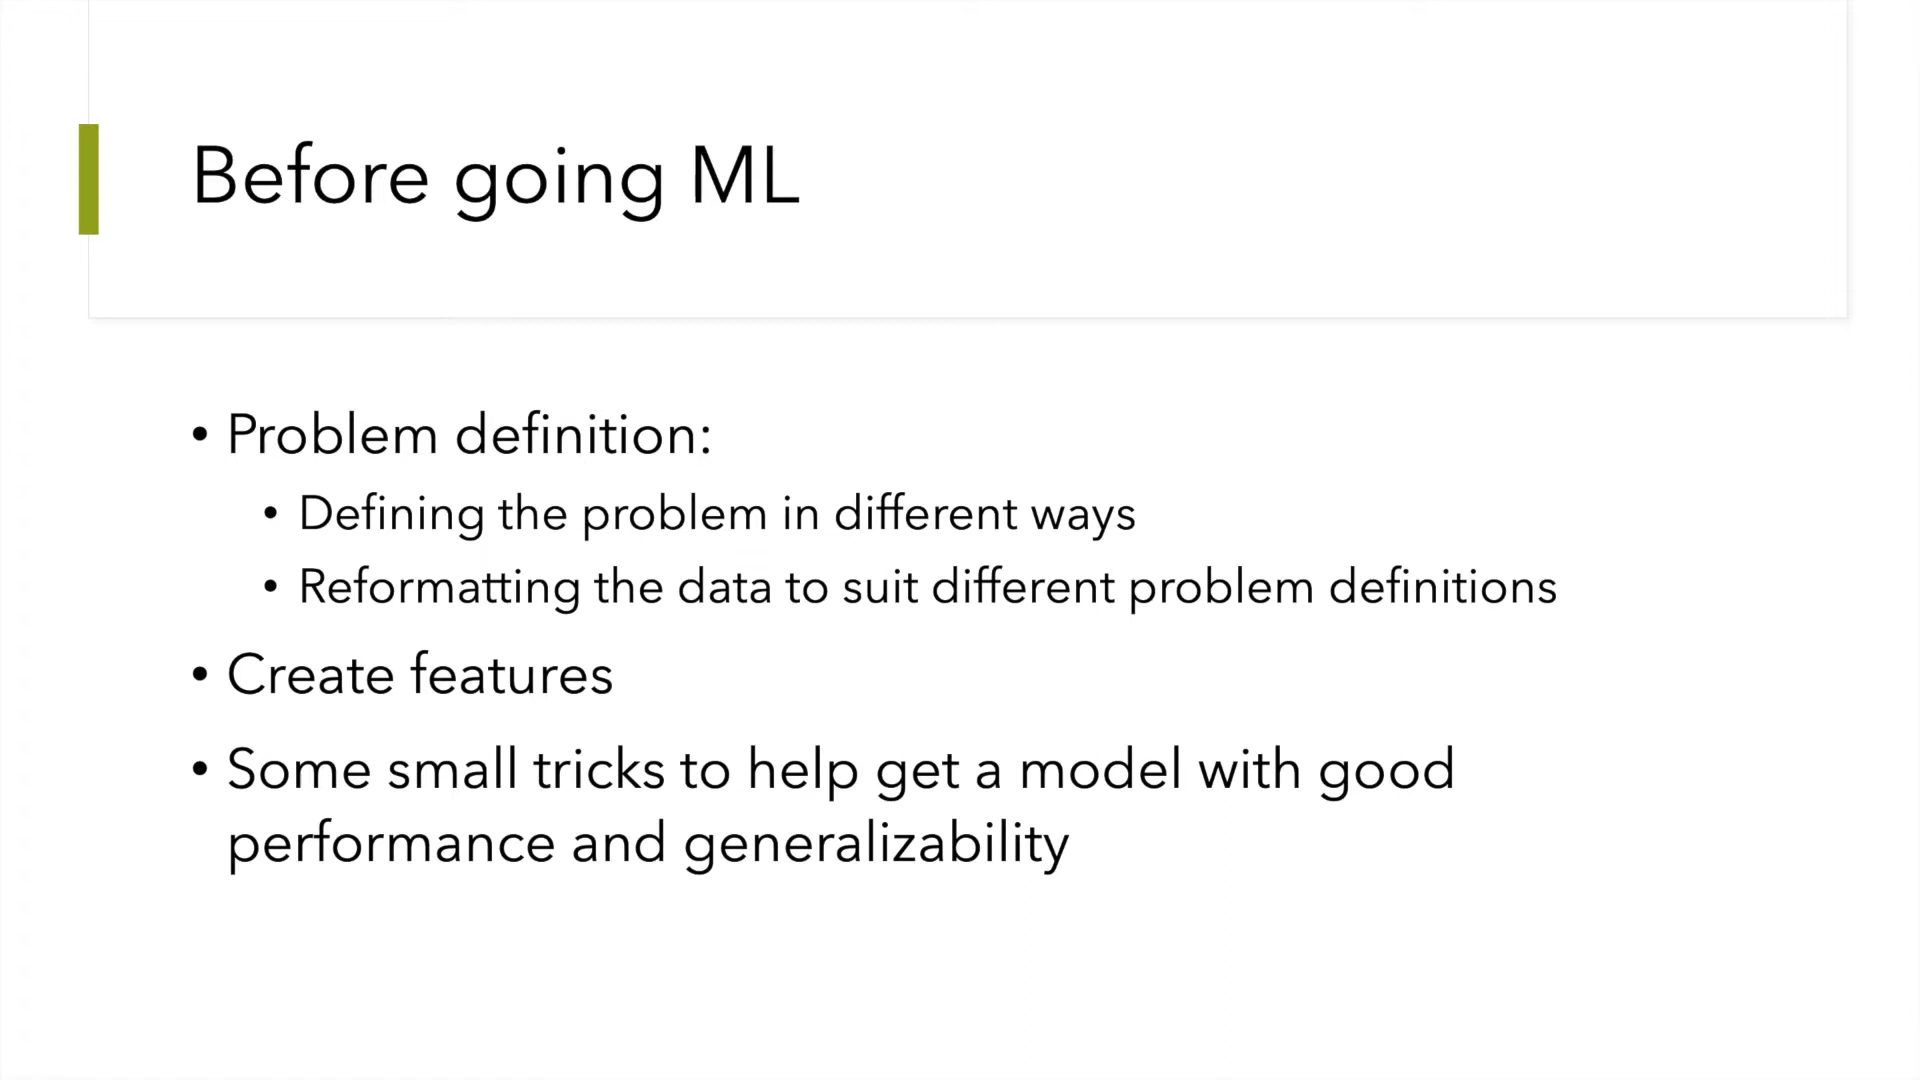 Before going ML
• Problem definition:
• Defining the problem in different ways
• Reformatting the data to suit different problem definitions
• Create features
• Some small tricks to help get a model with good
performance and generalizability